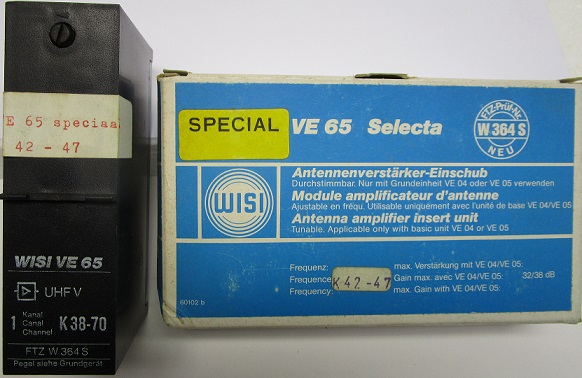 E 65 speciaa
42 - 47
WISI VE 65
UHF V
1 Kanal Canal Channel K 38-70
FTZ W 364 S
Pegel siehe Grundgerät
SPECIAL
VE 65 Selecta
FTZ-Prüf-Nr.
W 364 S
NEU
WISI
Antennenverstärker-Einschub
Durchstimmbar. Nur mit Grundeinheit VE 04 oder VE 05 verwenden
Module amplificateur d'antenne
Ajustable en fréqu. Utilisable uniquement avec l'unité de base VE 04/VE 05
Antenna amplifier insert unit
Tunable. Applicable only with basic unit VE 04 or VE 05
Frequenz: max. Verstärkung mit VE 04/VE 05:
Fréquence: K 42-47 Gain max. avec VE 04/VE 05: 32/38 dB
Frequency: max. Gain with VE 04/VE 05:
60102 b